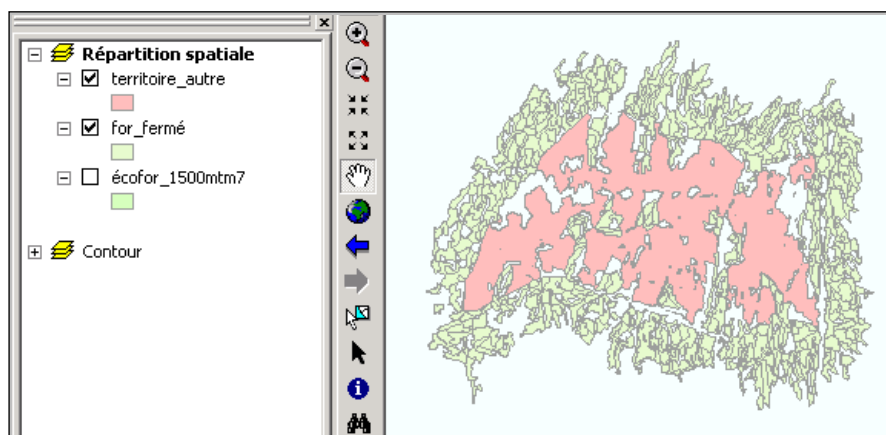 Répartition spatiale
territoire_autre
for_fermé
écofor_1500mtm7
Contour